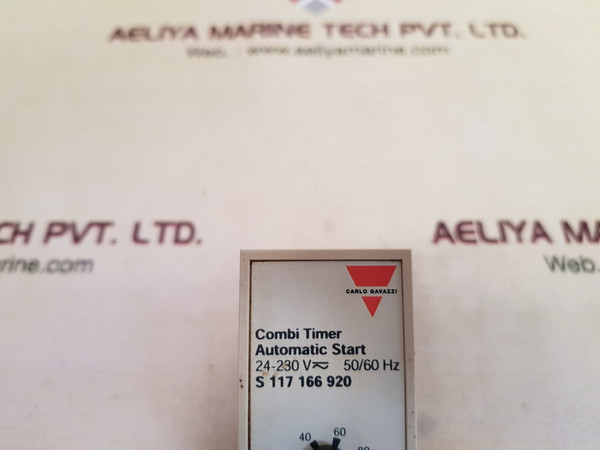 AELIYA MARINE TECH PVT. LTD.
Web. : www.aeliyamarine.com
CH PVT. LTD.
rine.com
AELIYA MA
Web.
CARLO GAVAZZI
Combi Timer
Automatic Start
24-230 V≂ 50/60 Hz
S 117 166 920
40 60